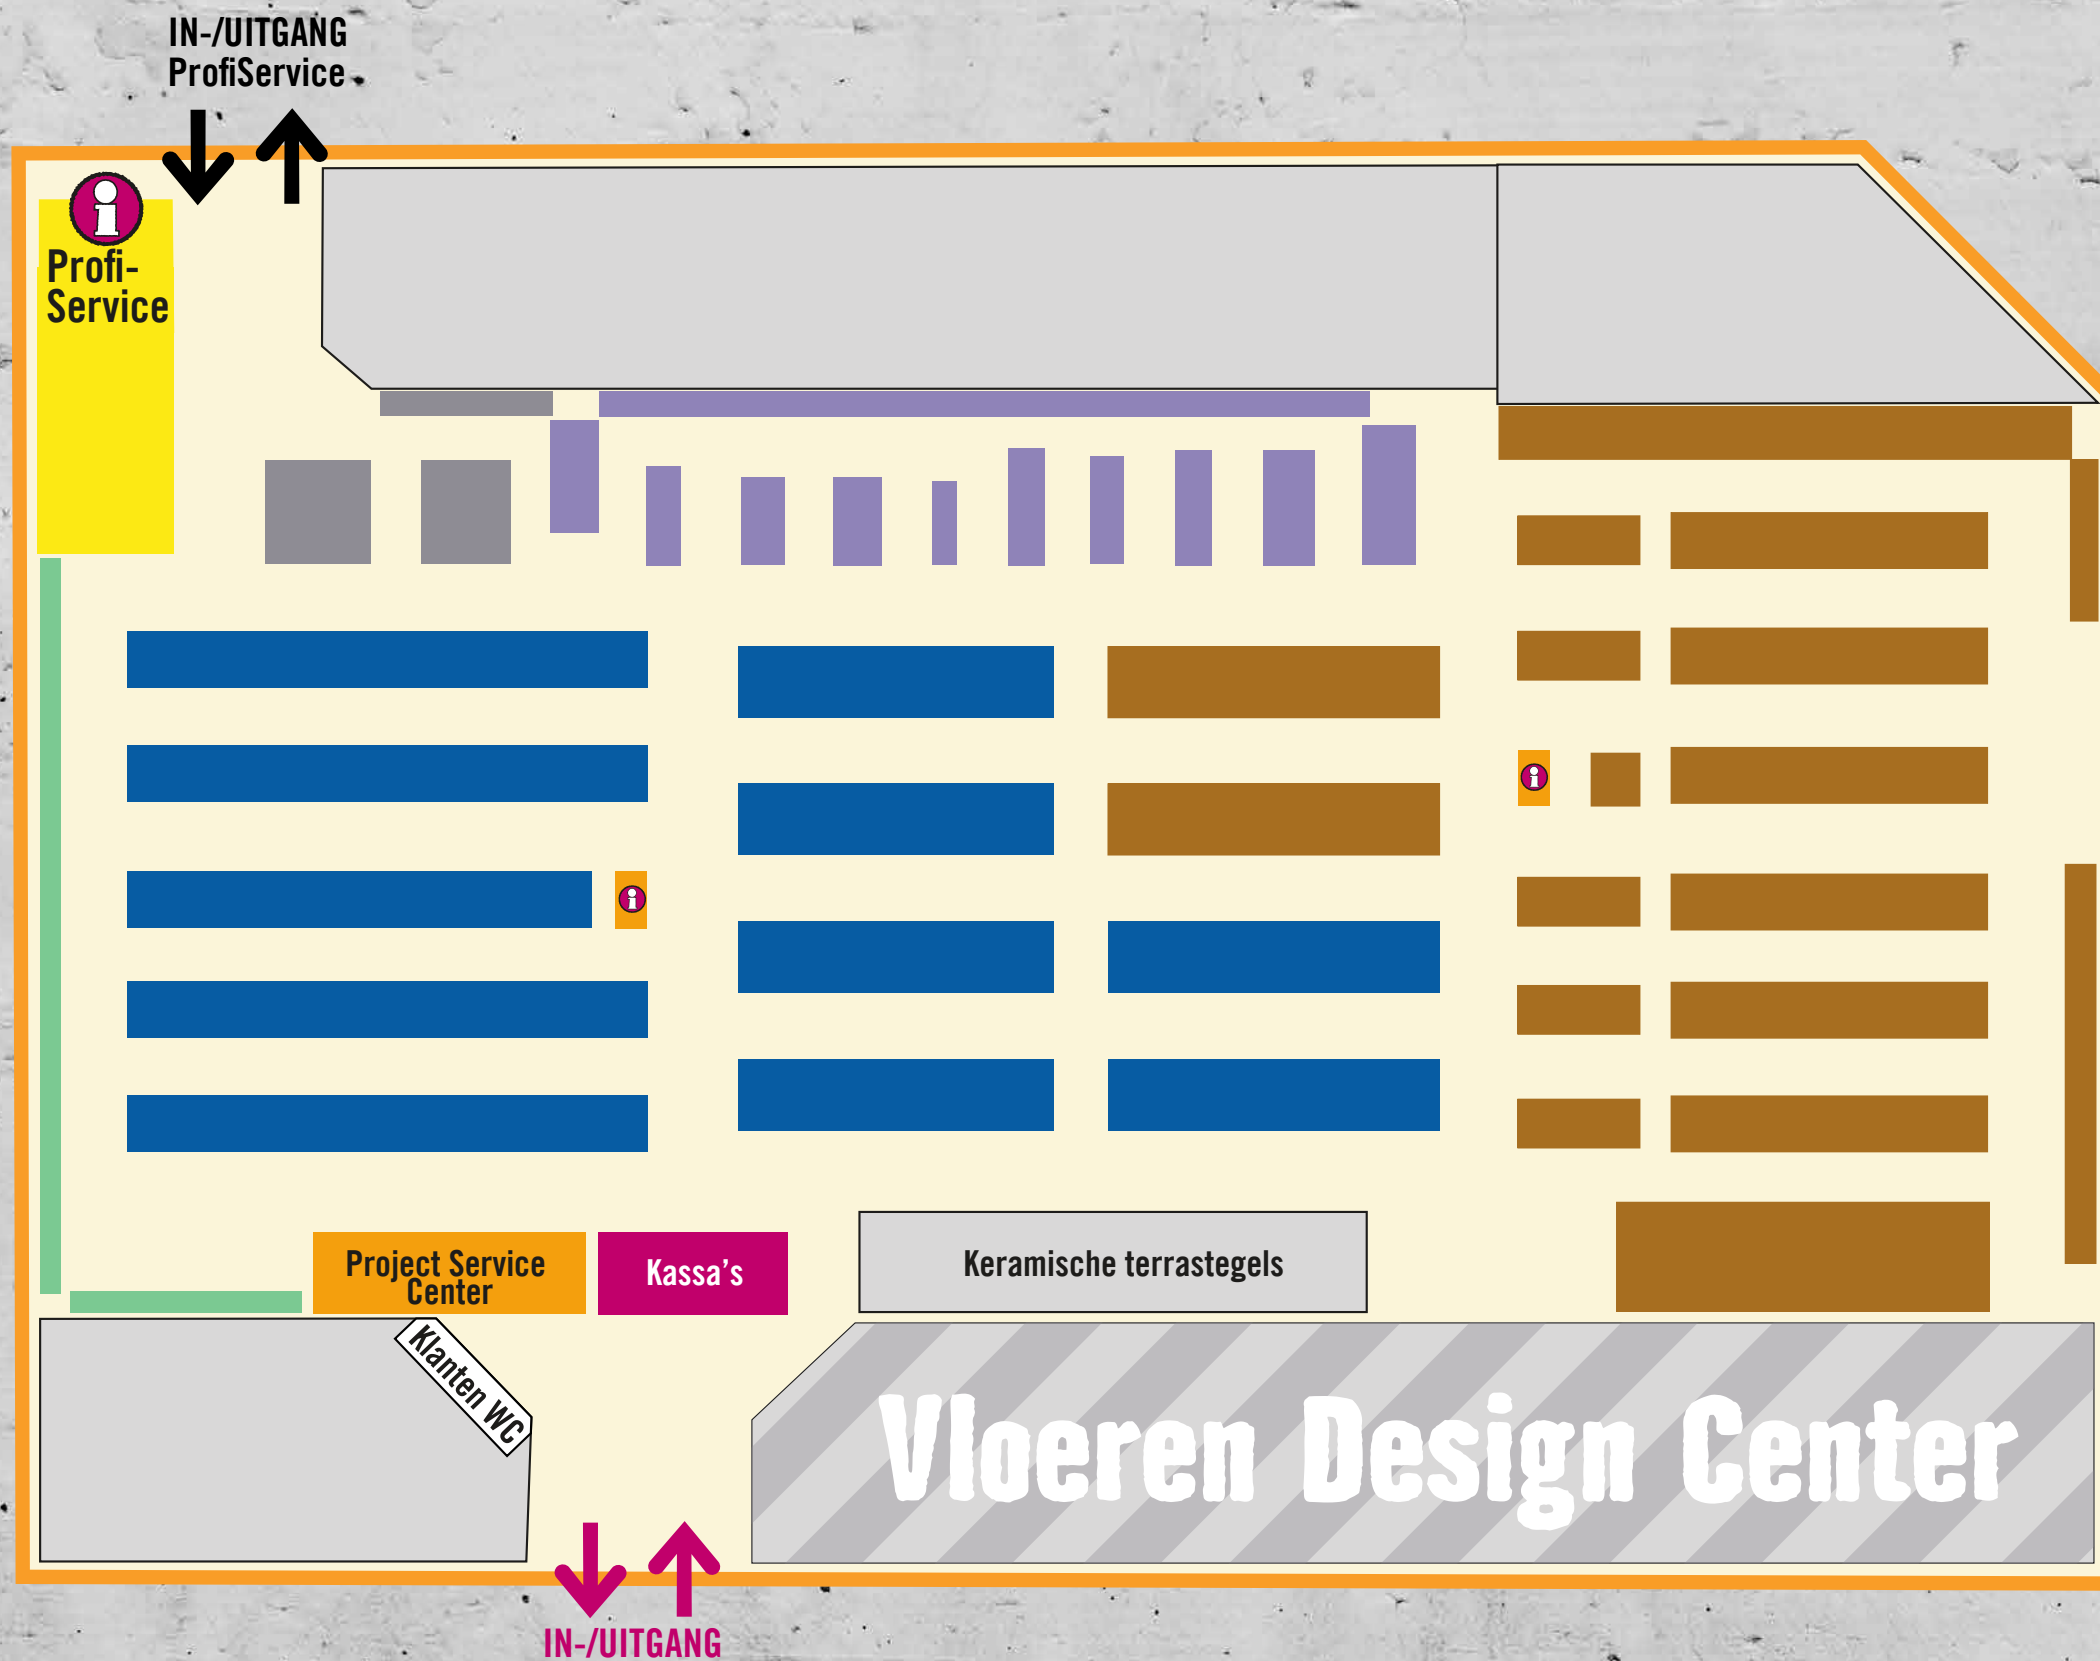 IN-/UITGANG
ProfiService
Profi-
Service
Project Service
Center
Kassa's
Keramische terrastegels
Klanten WC
Vloeren Design Center
IN-/UITGANG